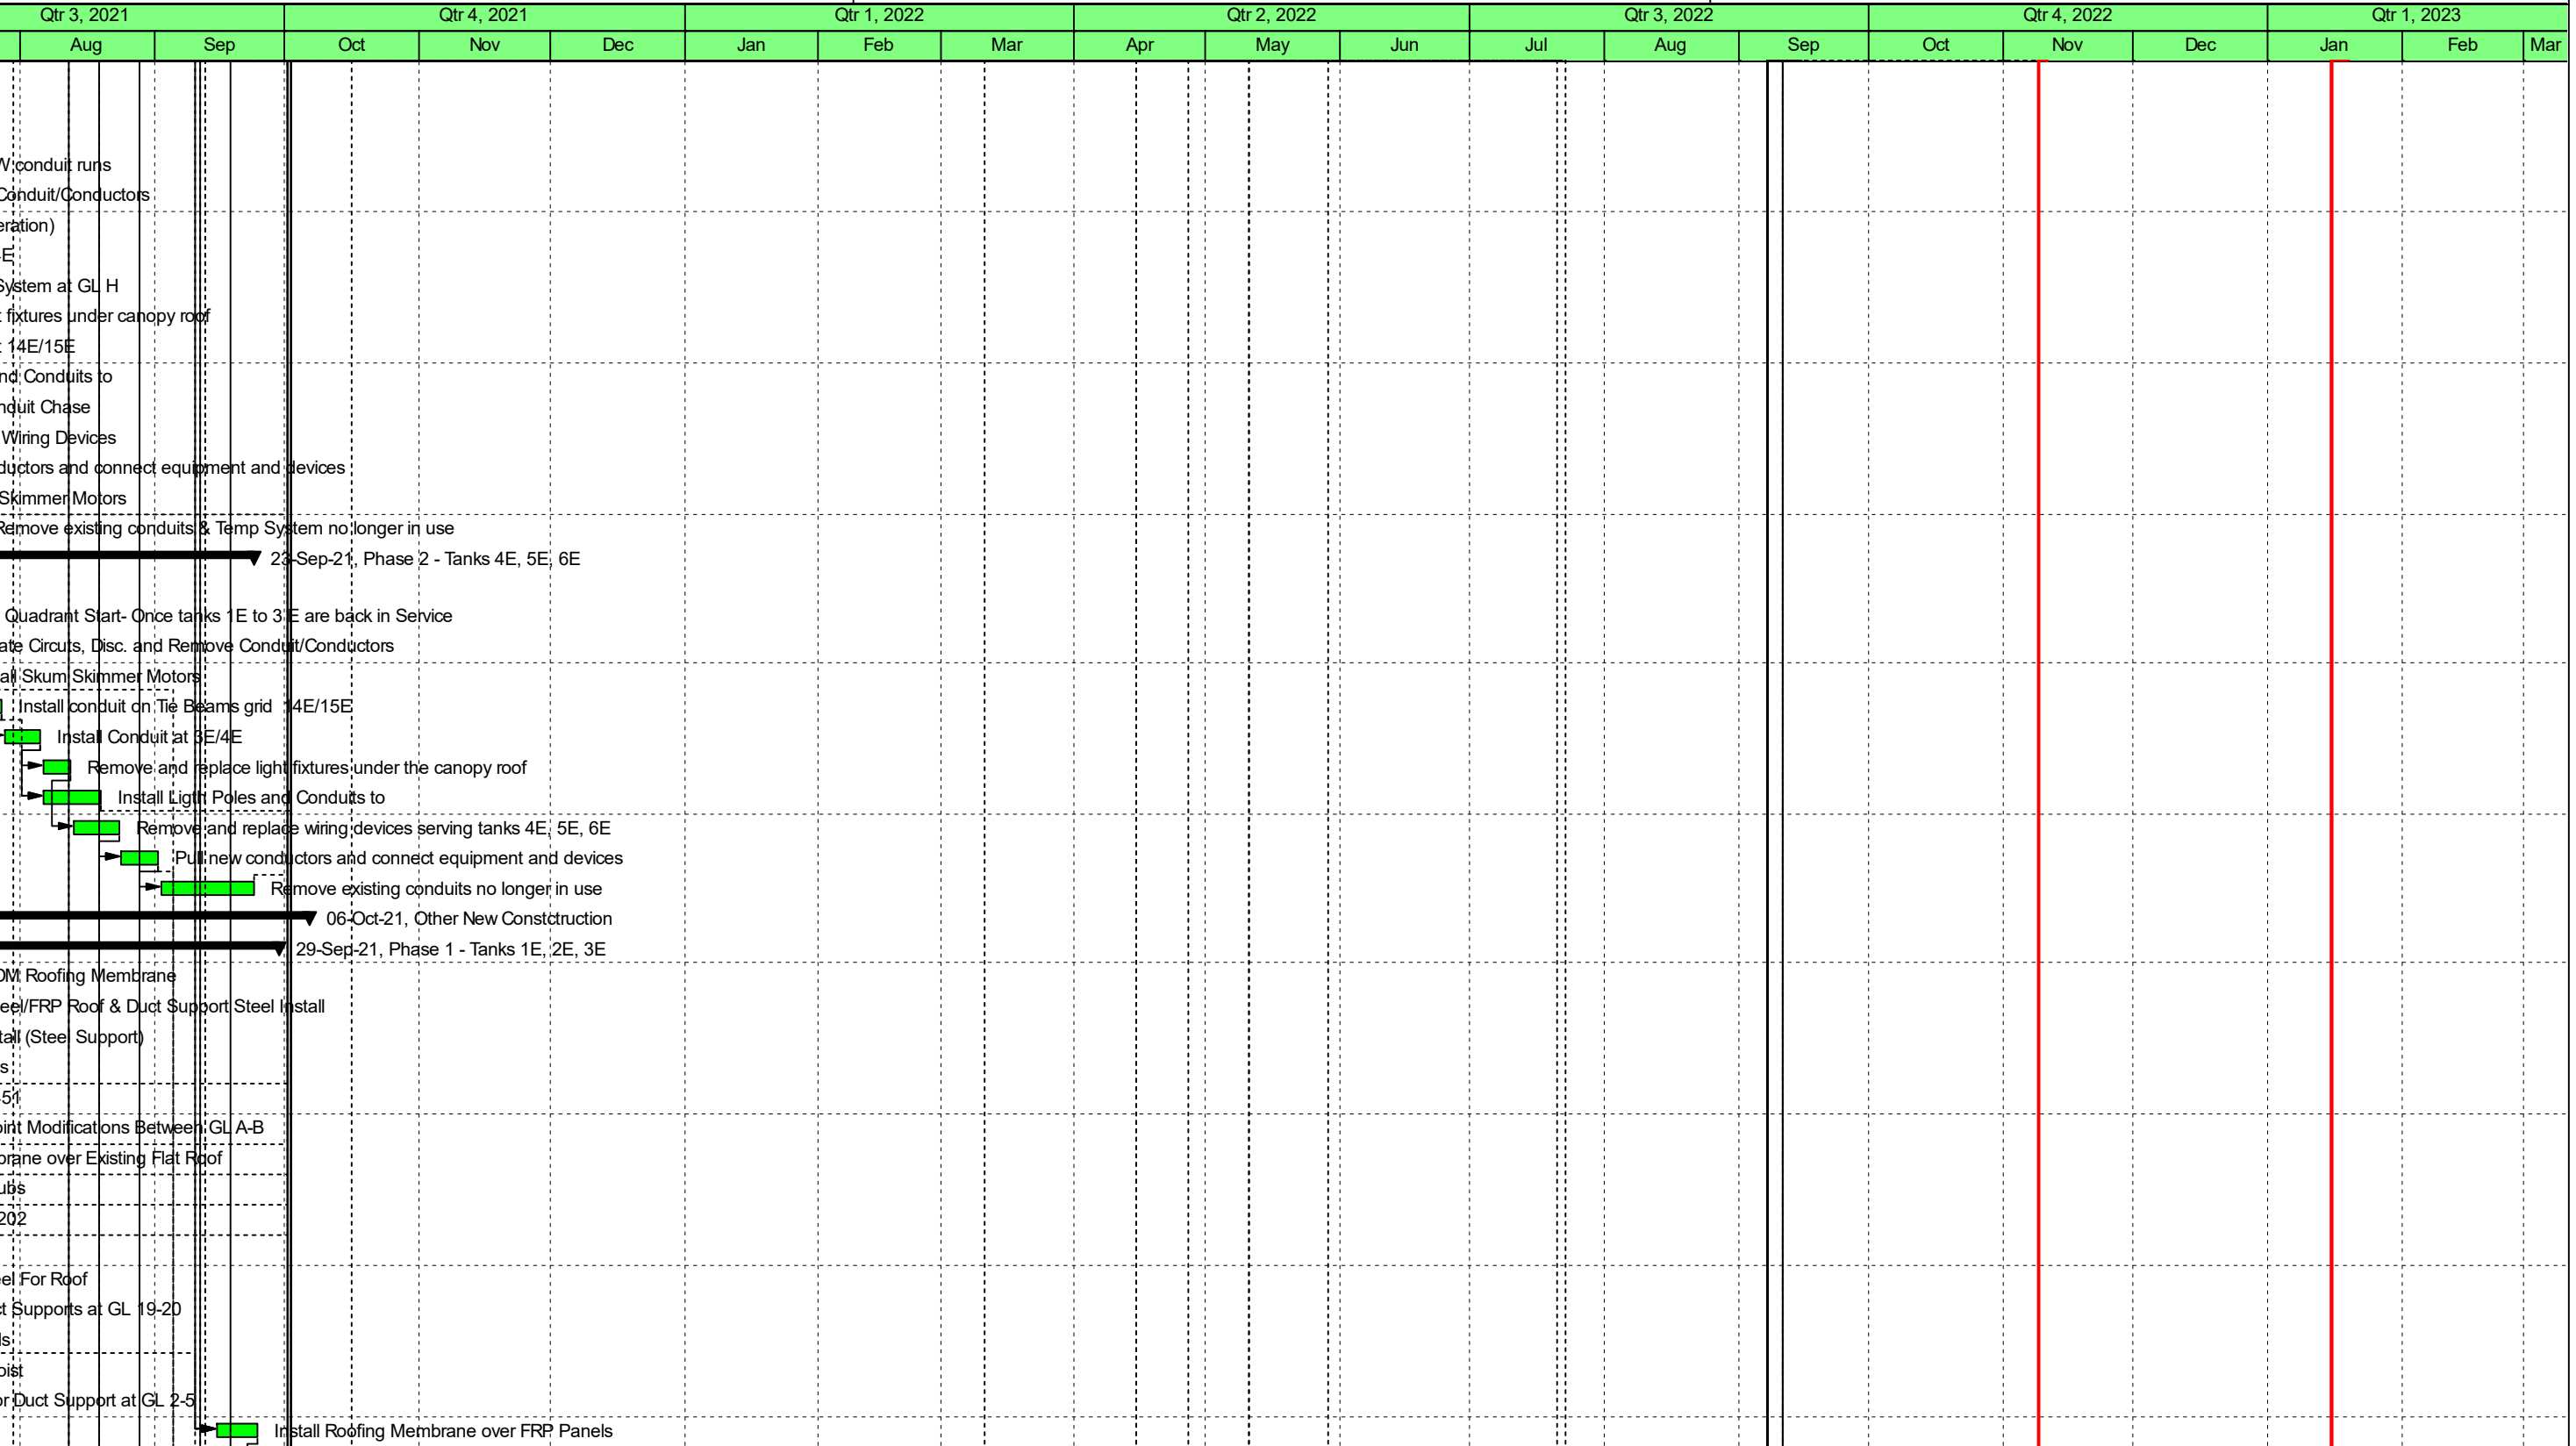 Qtr 3, 2021 Qtr 4, 2021 Qtr 1, 2022 Qtr 2, 2022 Qtr 3, 2022 Qtr 4, 2022 Qtr 1, 2023
Aug Sep Oct Nov Dec Jan Feb Mar Apr May Jun Jul Aug Sep Oct Nov Dec Jan Feb Mar
W conduit runs
Conduit/Conductors
eration)
E
System at GL H
t fixtures under canopy roof
t 14E/15E
nd Conduits to
nduit Chase
Wiring Devices
ductors and connect equipment and devices
Skimmer Motors
Remove existing conduits & Temp System no longer in use
23-Sep-21, Phase 2 - Tanks 4E, 5E, 6E
Quadrant Start- Once tanks 1E to 3 E are back in Service
ate Circuts, Disc. and Remove Conduit/Conductors
all Skum Skimmer Motors
Install conduit on Tie Beams grid 14E/15E
Install Conduit at 3E/4E
Remove and replace light fixtures under the canopy roof
Install Ligth Poles and Conduits to
Remove and replace wiring devices serving tanks 4E, 5E, 6E
Pull new conductors and connect equipment and devices
Remove existing conduits no longer in use
06-Oct-21, Other New Constctruction
29-Sep-21, Phase 1 - Tanks 1E, 2E, 3E
DM Roofing Membrane
eel/FRP Roof & Duct Support Steel Install
tall (Steel Support)
s
51
oint Modifications Between GL A-B
brane over Existing Flat Roof
ubs
202
el For Roof
ct Supports at GL 19-20
ls
oist
or Duct Support at GL 2-5
Install Roofing Membrane over FRP Panels